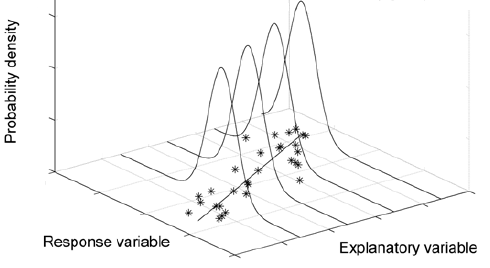 Probability density
Response variable
Explanatory variable